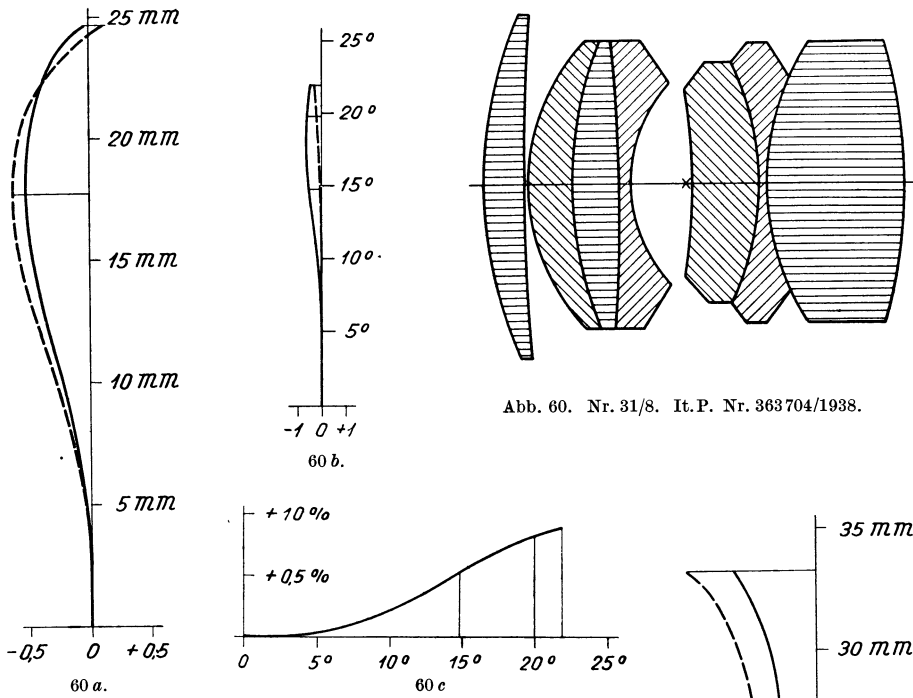 25 mm
20 mm
15 mm
10 mm
5 mm
-0,5 0 +0,5
60 a.
25°
20°
15°
10°
5°
-1 0 +1
60 b.
Abb. 60. Nr. 31/8. It.P. Nr. 363704/1938.
+10%
+0,5%
0 5° 10° 15° 20° 25°
60 c
35 mm
30 mm